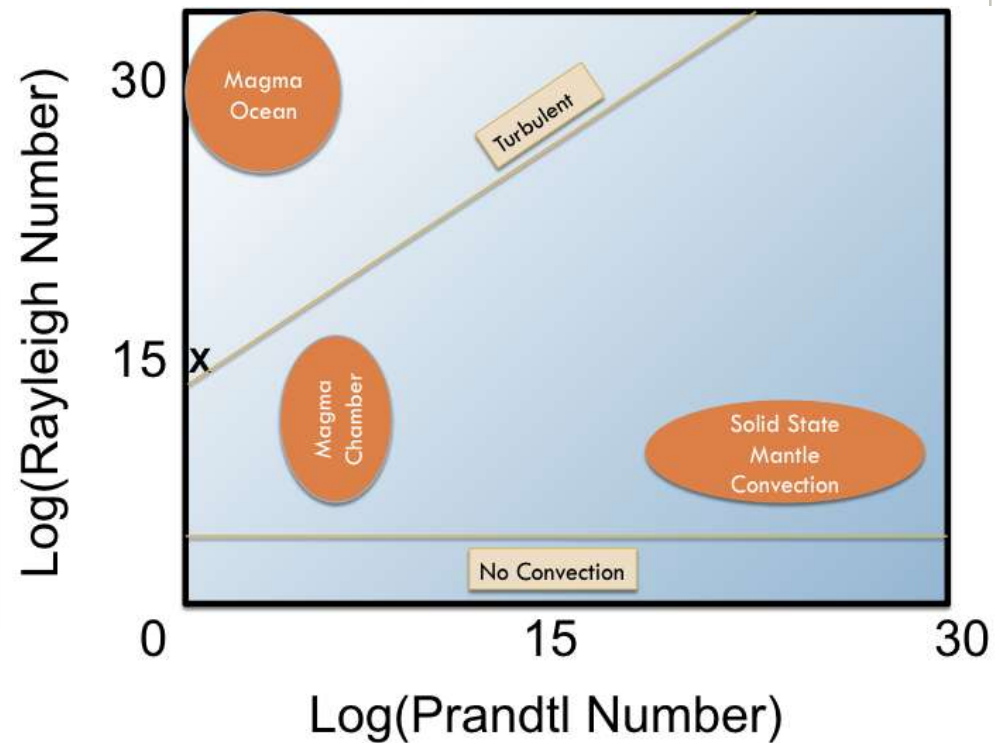 30
Magma
Ocean
Turbulent
Log(Rayleigh Number)
15
X
Magma
Chamber
Solid State
Mantle
Convection
No Convection
0
15
30
Log(Prandtl Number)